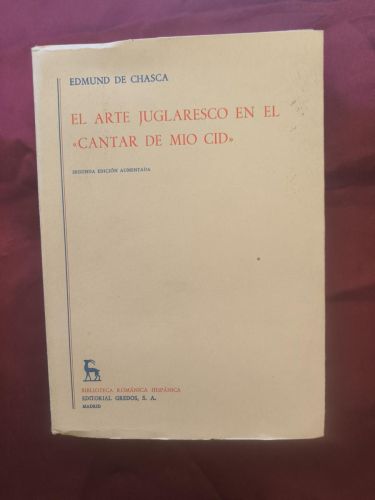 EDMUND DE CHASCA
EL ARTE JUGLARESCO EN EL
«CANTAR DE MIO CID»
SEGUNDA EDICIÓN AUMENTADA
BIBLIOTECA ROMÁNICA HISPÁNICA
EDITORIAL GREDOS, S. A.
MADRID